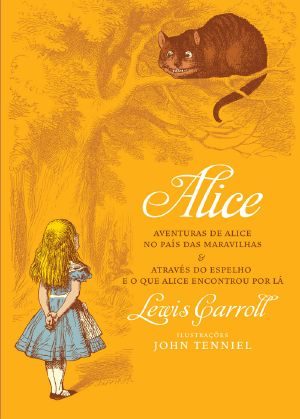 Alice
AVENTURAS DE ALICE
NO PAÍS DAS MARAVILHAS
&
ATRAVÉS DO ESPELHO
E O QUE ALICE ENCONTROU POR LÁ
Lewis Carroll
ILUSTRAÇÕES
JOHN TENNIEL